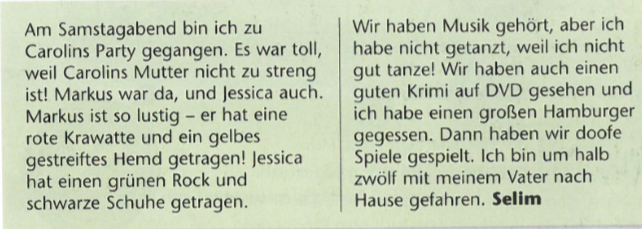 Am Samstagabend bin ich zu
Carolins Party gegangen. Es war toll,
weil Carolins Mutter nicht zu streng
ist! Markus war da, und Jessica auch.
Markus ist so lustig – er hat eine
rote Krawatte und ein gelbes
gestreiftes Hemd getragen! Jessica
hat einen grünen Rock und
schwarze Schuhe getragen.
Wir haben Musik gehört, aber ich
habe nicht getanzt, weil ich nicht
gut tanze! Wir haben auch einen
guten Krimi auf DVD gesehen und
ich habe einen großen Hamburger
gegessen. Dann haben wir doofe
Spiele gespielt. Ich bin um halb
zwölf mit meinem Vater nach
Hause gefahren. Selim